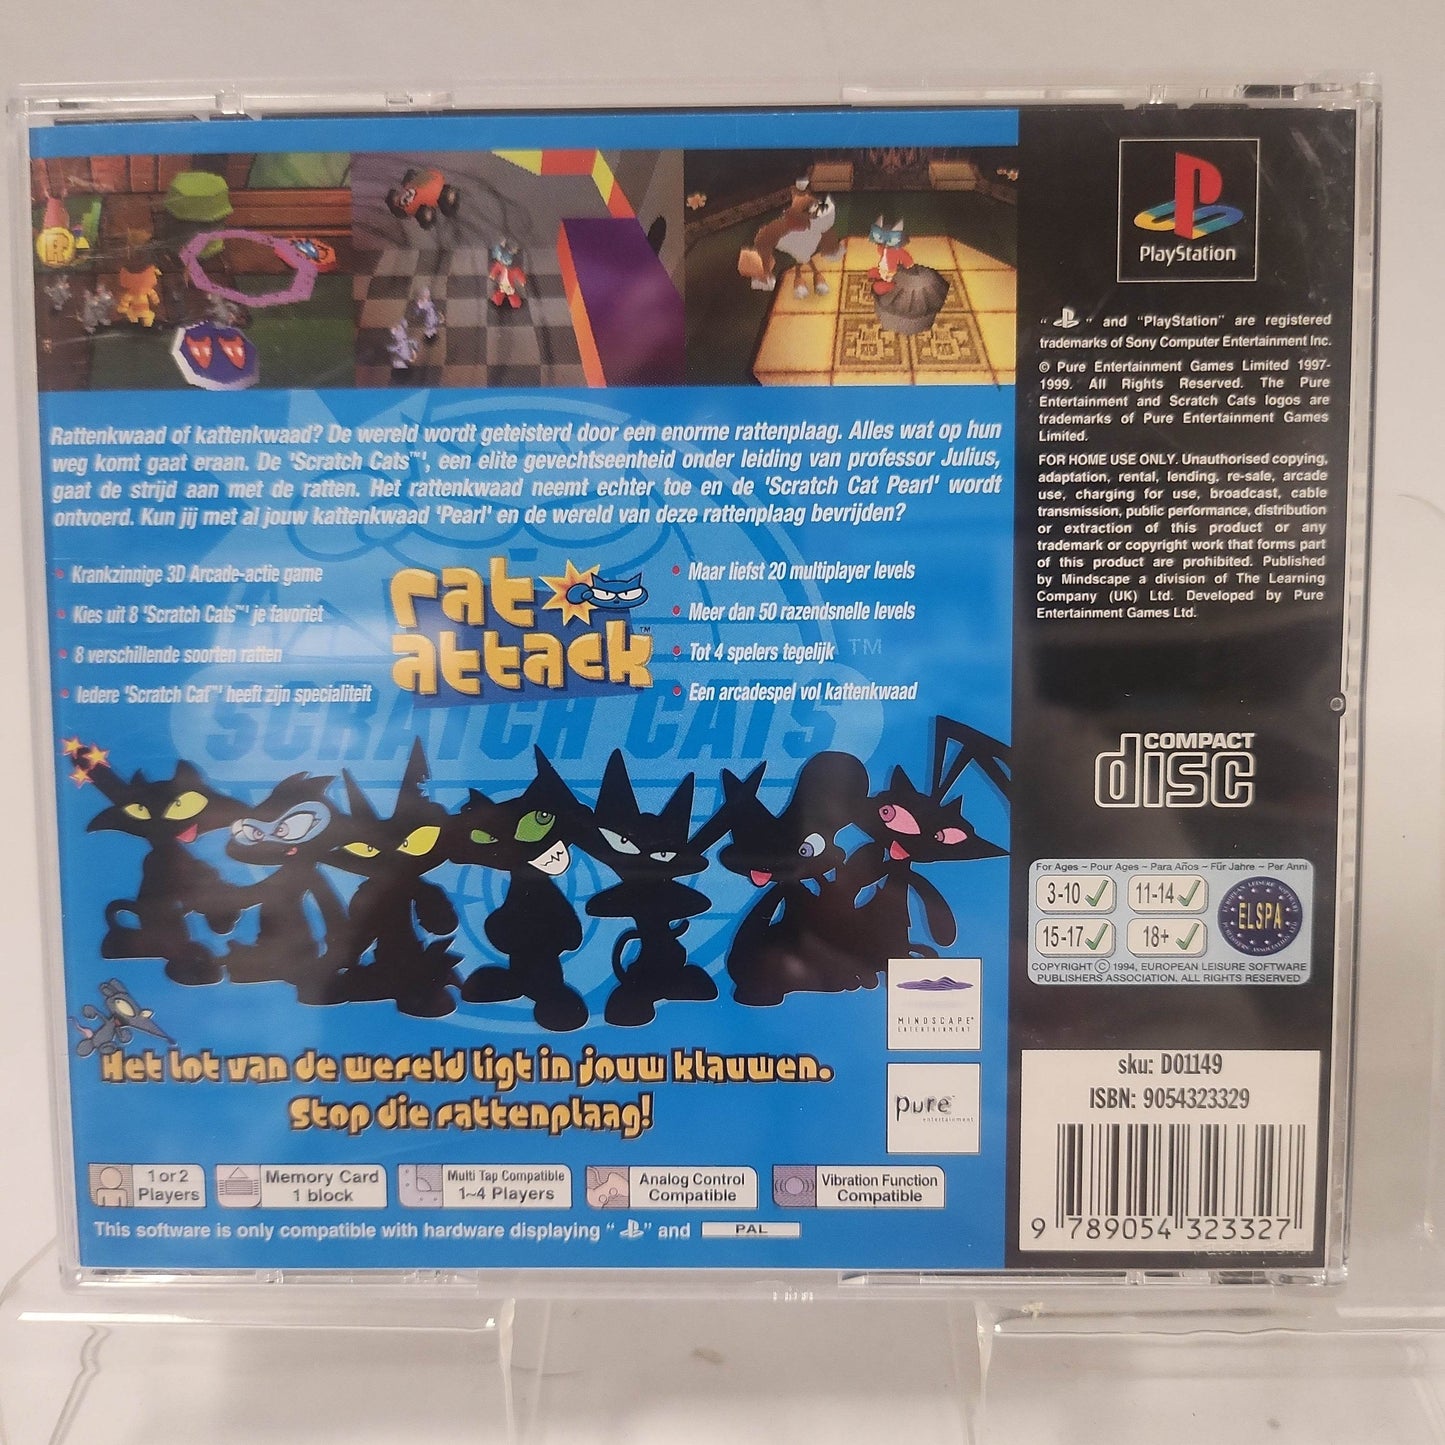 Rattenkwaad of kattenkwaad? De wereld wordt geteisterd door een enorme rattenplaag. Alles wat op hun
weg komt gaat eraan. De 'Scratch Cats™', een elite gevechtseenheid onder leiding van professor Julius,
gaat de strijd aan met de ratten. Het rattenkwaad neemt echter toe en de 'Scratch Cat Pearl' wordt
ontvoerd. Kun jij met al jouw kattenkwaad 'Pearl' en de wereld van deze rattenplaag bevrijden?
• Krankzinnige 3D Arcade-actie game
• Kies uit 8 'Scratch Cats™' je favoriet
• 8 verschillende soorten ratten
• Iedere 'Scratch Cat™' heeft zijn specialiteit
rat
attack™
• Maar liefst 20 multiplayer levels
• Meer dan 50 razendsnelle levels
• Tot 4 spelers tegelijk
• Een arcadespel vol kattenkwaad
TM
SCRATCH CATS
Het lot van de wereld ligt in jouw klauwen.
Stop die rattenplaag!
MINDSCAPE®
ENTERTAINMENT
pure™
entertainment
1 or 2
Players
Memory Card
1 block
Multi Tap Compatible
1~4 Players
Analog Control
Compatible
Vibration Function
Compatible
This software is only compatible with hardware displaying " " and PAL
PlayStation
" " and "PlayStation" are registered
trademarks of Sony Computer Entertainment Inc.
© Pure Entertainment Games Limited 1997-
1999. All Rights Reserved. The Pure
Entertainment and Scratch Cats logos are
trademarks of Pure Entertainment Games
Limited.
FOR HOME USE ONLY. Unauthorised copying,
adaptation, rental, lending, re-sale, arcade
use, charging for use, broadcast, cable
transmission, public performance, distribution
or extraction of this product or any
trademark or copyright work that forms part
of this product are prohibited. Published
by Mindscape a division of The Learning
Company (UK) Ltd. Developed by Pure
Entertainment Games Ltd.
COMPACT
disc
For Ages ~ Pour Ages ~ Para Años ~ Für Jahre ~ Per Anni
3-10 ✓ 11-14 ✓
15-17 ✓ 18+ ✓
ELSPA
COPYRIGHT © 1994, EUROPEAN LEISURE SOFTWARE
PUBLISHERS ASSOCIATION. ALL RIGHTS RESERVED
sku: D01149
ISBN: 9054323329
9 789054 323327